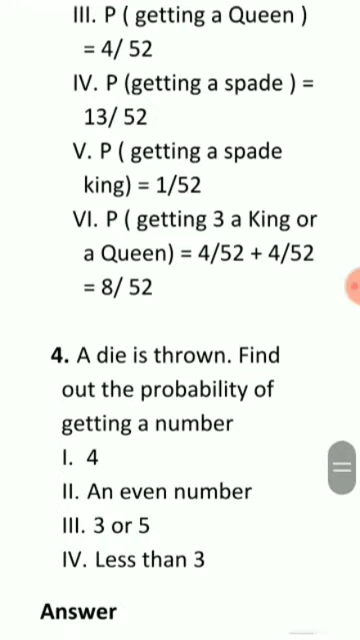 III. P ( getting a Queen )
= 4/ 52
IV. P (getting a spade ) =
13/ 52
V. P ( getting a spade
king) = 1/52
VI. P ( getting 3 a King or
a Queen) = 4/52 + 4/52
= 8/ 52
4. A die is thrown. Find
out the probability of
getting a number
I. 4
II. An even number
III. 3 or 5
IV. Less than 3
Answer